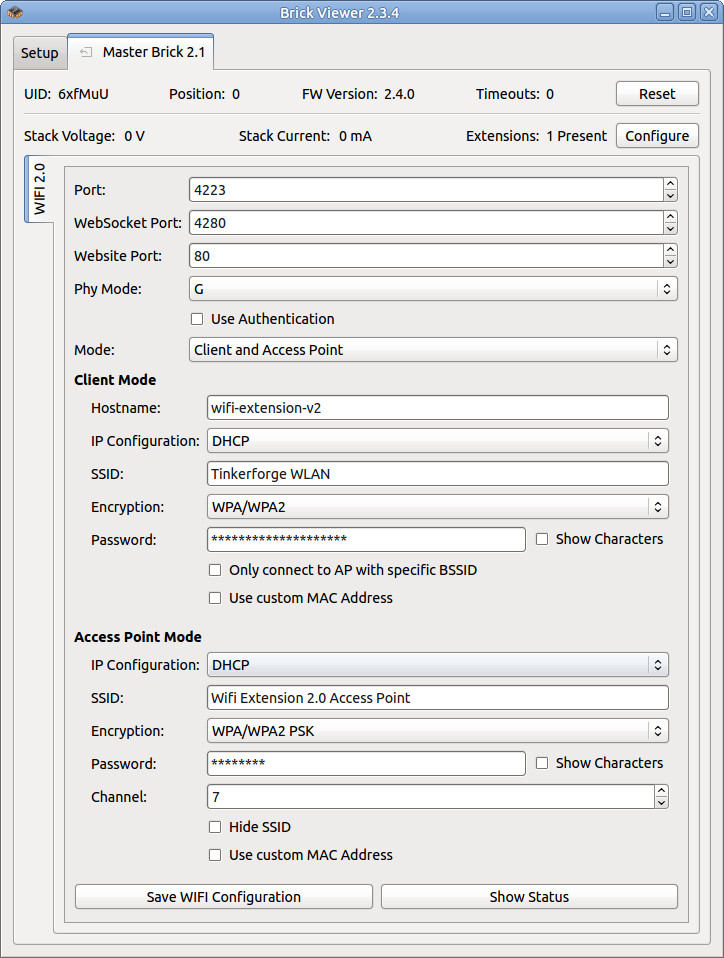 Brick Viewer 2.3.4
Setup Master Brick 2.1
UID: 6xfMuU Position: 0 FW Version: 2.4.0 Timeouts: 0 Reset
Stack Voltage: 0 V Stack Current: 0 mA Extensions: 1 Present Configure
WIFI 2.0
Port: 4223
WebSocket Port: 4280
Website Port: 80
Phy Mode: G
Use Authentication
Mode: Client and Access Point
Client Mode
Hostname: wifi-extension-v2
IP Configuration: DHCP
SSID: Tinkerforge WLAN
Encryption: WPA/WPA2
Password: ******************** Show Characters
Only connect to AP with specific BSSID
Use custom MAC Address
Access Point Mode
IP Configuration: DHCP
SSID: Wifi Extension 2.0 Access Point
Encryption: WPA/WPA2 PSK
Password: ******** Show Characters
Channel: 7
Hide SSID
Use custom MAC Address
Save WIFI Configuration Show Status